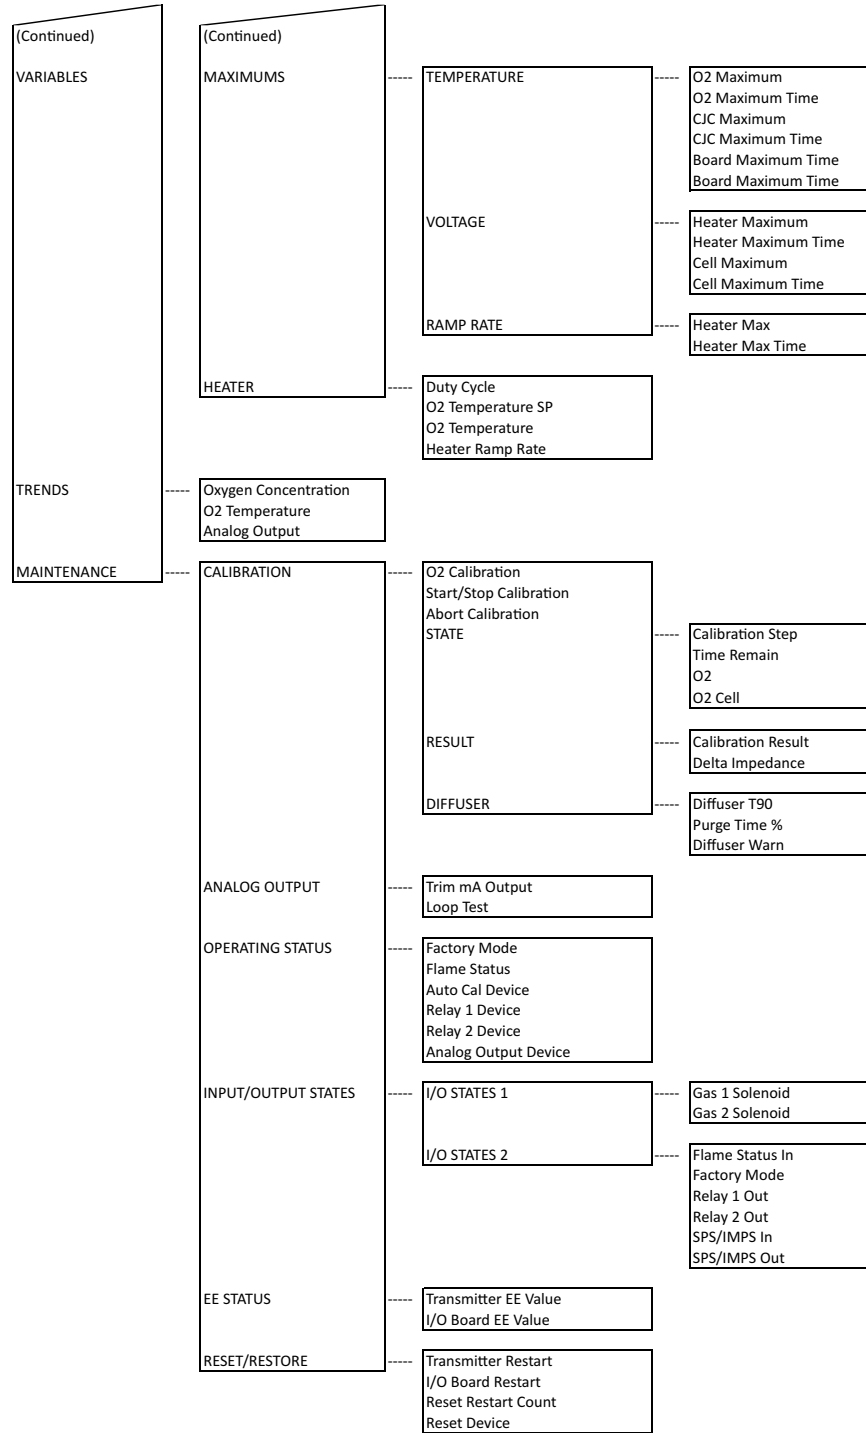 (Continued)
(Continued)
VARIABLES
MAXIMUMS
TEMPERATURE
O2 Maximum
O2 Maximum Time
CJC Maximum
CJC Maximum Time
Board Maximum Time
Board Maximum Time
VOLTAGE
Heater Maximum
Heater Maximum Time
Cell Maximum
Cell Maximum Time
RAMP RATE
Heater Max
Heater Max Time
HEATER
Duty Cycle
O2 Temperature SP
O2 Temperature
Heater Ramp Rate
TRENDS
Oxygen Concentration
O2 Temperature
Analog Output
MAINTENANCE
CALIBRATION
O2 Calibration
Start/Stop Calibration
Abort Calibration
STATE
Calibration Step
Time Remain
O2
O2 Cell
RESULT
Calibration Result
Delta Impedance
DIFFUSER
Diffuser T90
Purge Time %
Diffuser Warn
ANALOG OUTPUT
Trim mA Output
Loop Test
OPERATING STATUS
Factory Mode
Flame Status
Auto Cal Device
Relay 1 Device
Relay 2 Device
Analog Output Device
INPUT/OUTPUT STATES
I/O STATES 1
Gas 1 Solenoid
Gas 2 Solenoid
I/O STATES 2
Flame Status In
Factory Mode
Relay 1 Out
Relay 2 Out
SPS/IMPS In
SPS/IMPS Out
EE STATUS
Transmitter EE Value
I/O Board EE Value
RESET/RESTORE
Transmitter Restart
I/O Board Restart
Reset Restart Count
Reset Device